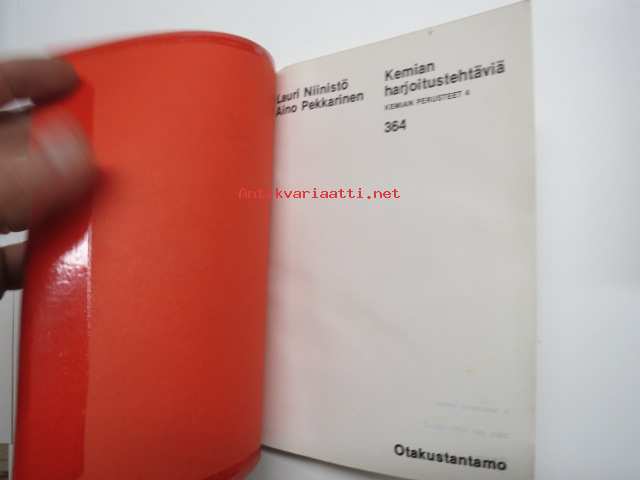 Lauri Niinistö
Aino Pekkarinen
Kemian
harjoitustehtäviä
KEMIAN PERUSTEET 4
364
Antikvariaatti.net
Otakustantamo